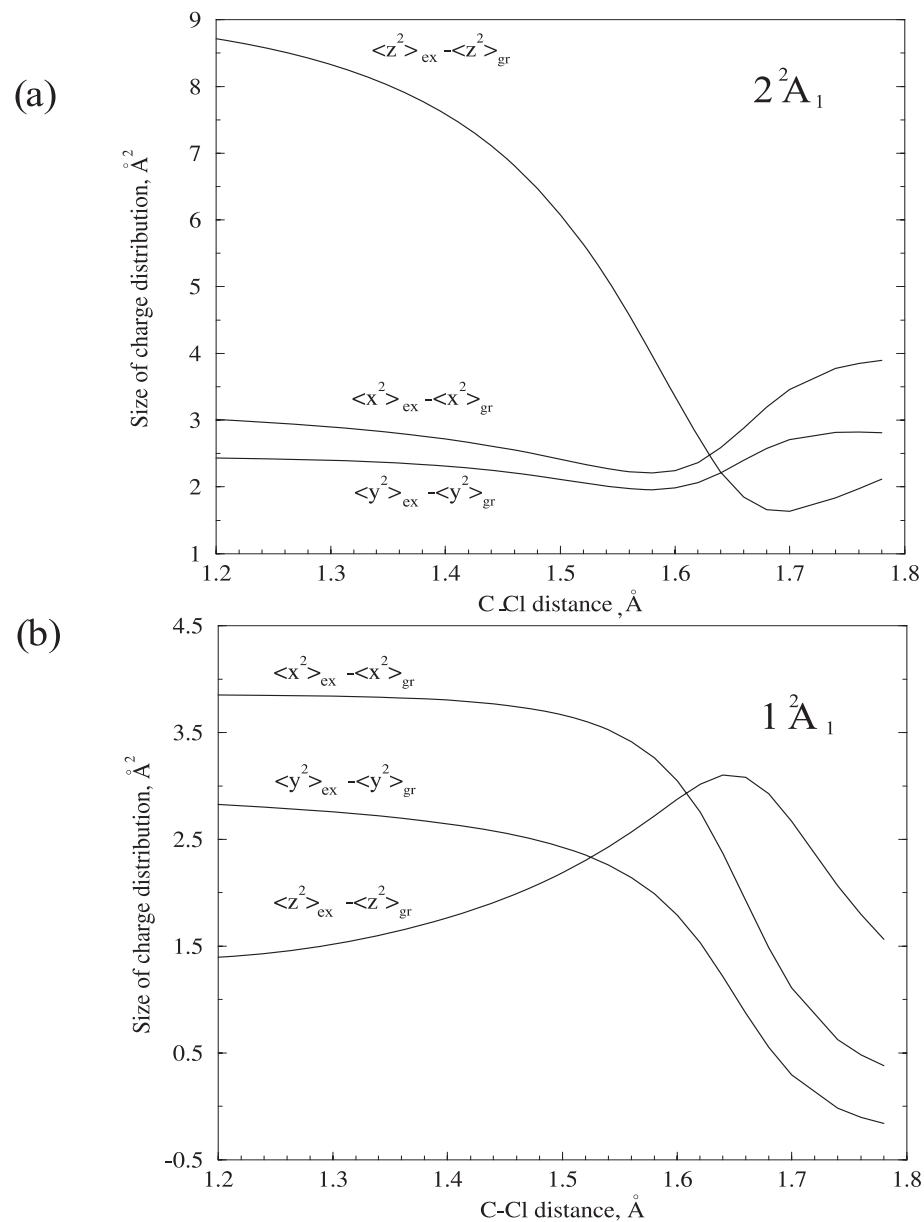 (a)
<z²>ex -<z²>gr
2 ²A₁
Size of charge distribution, Å²
9
8
7
6
5
4
3
2
1
<x²>ex -<x²>gr
<y²>ex -<y²>gr
1.2 1.3 1.4 1.5 1.6 1.7 1.8
C-Cl distance , Å
(b)
<x²>ex -<x²>gr
1 ²A₁
<y²>ex -<y²>gr
<z²>ex -<z²>gr
Size of charge distribution, Å²
4.5
3.5
2.5
1.5
0.5
-0.5
1.2 1.3 1.4 1.5 1.6 1.7 1.8
C-Cl distance, Å